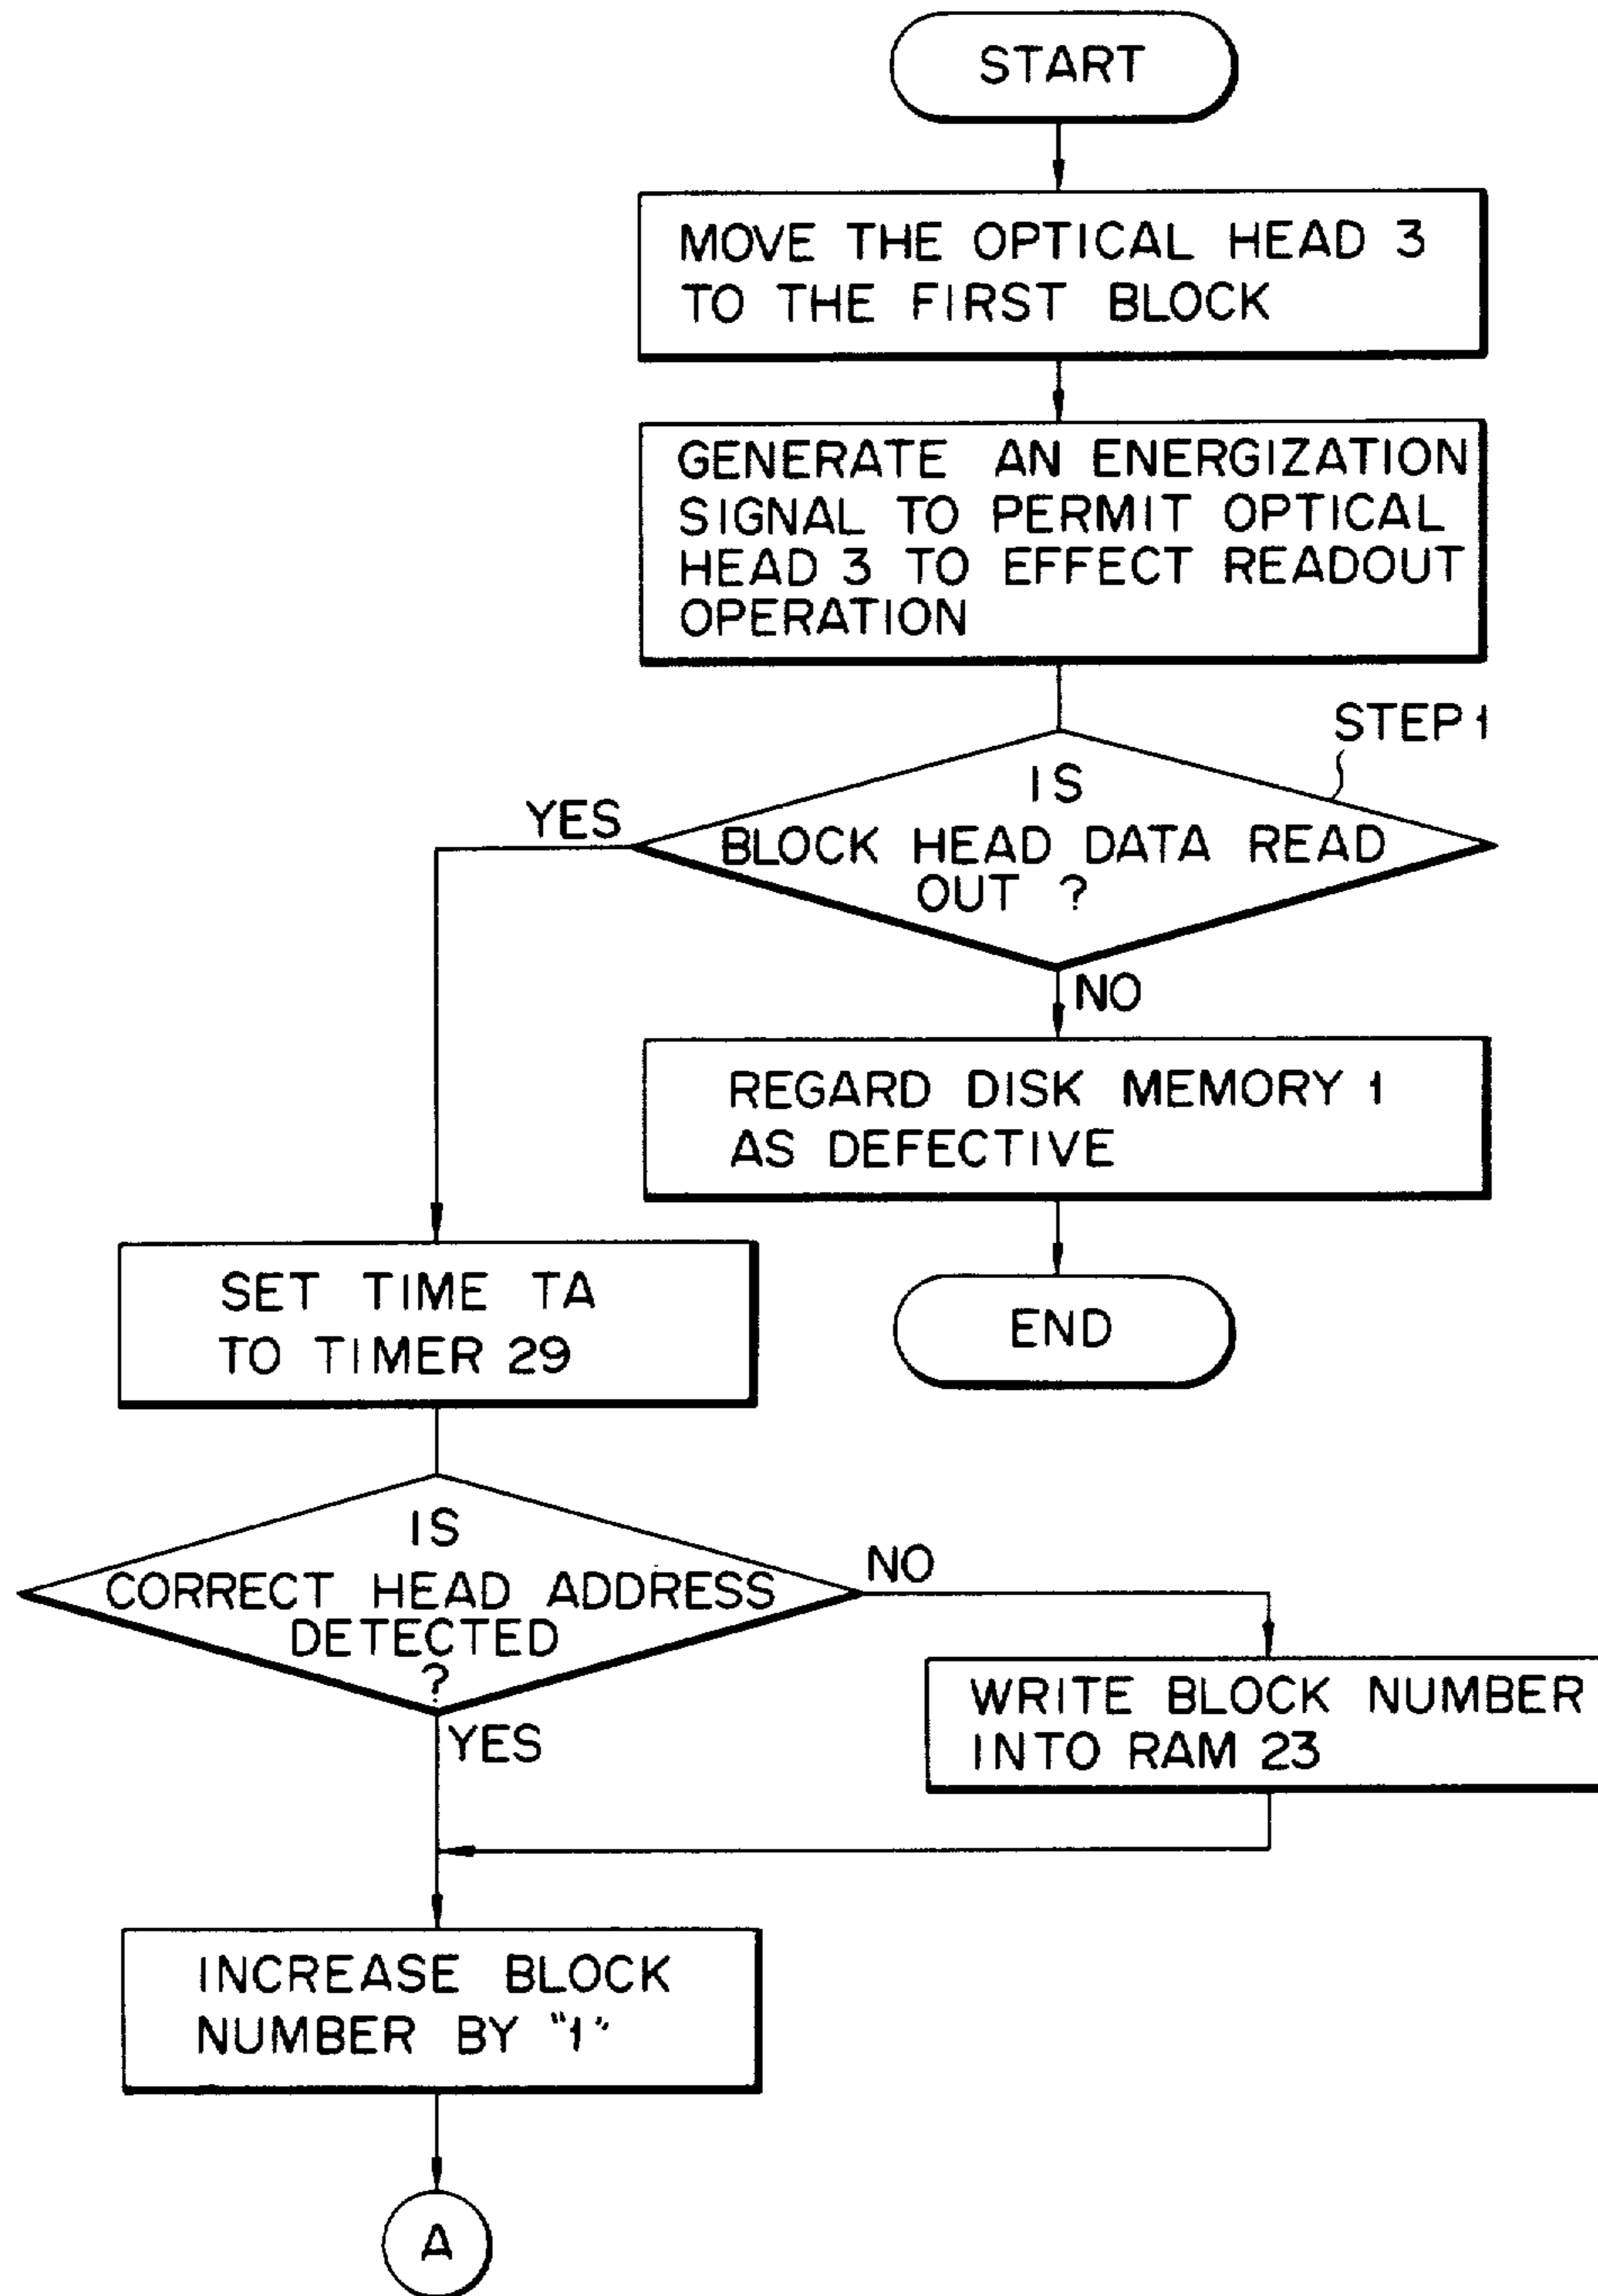 START
MOVE THE OPTICAL HEAD 3
TO THE FIRST BLOCK
GENERATE AN ENERGIZATION
SIGNAL TO PERMIT OPTICAL
HEAD 3 TO EFFECT READOUT
OPERATION
STEP 1
IS
BLOCK HEAD DATA READ
OUT ?
YES
NO
REGARD DISK MEMORY 1
AS DEFECTIVE
END
SET TIME TA
TO TIMER 29
IS
CORRECT HEAD ADDRESS
DETECTED
?
NO
YES
WRITE BLOCK NUMBER
INTO RAM 23
INCREASE BLOCK
NUMBER BY "1"
A